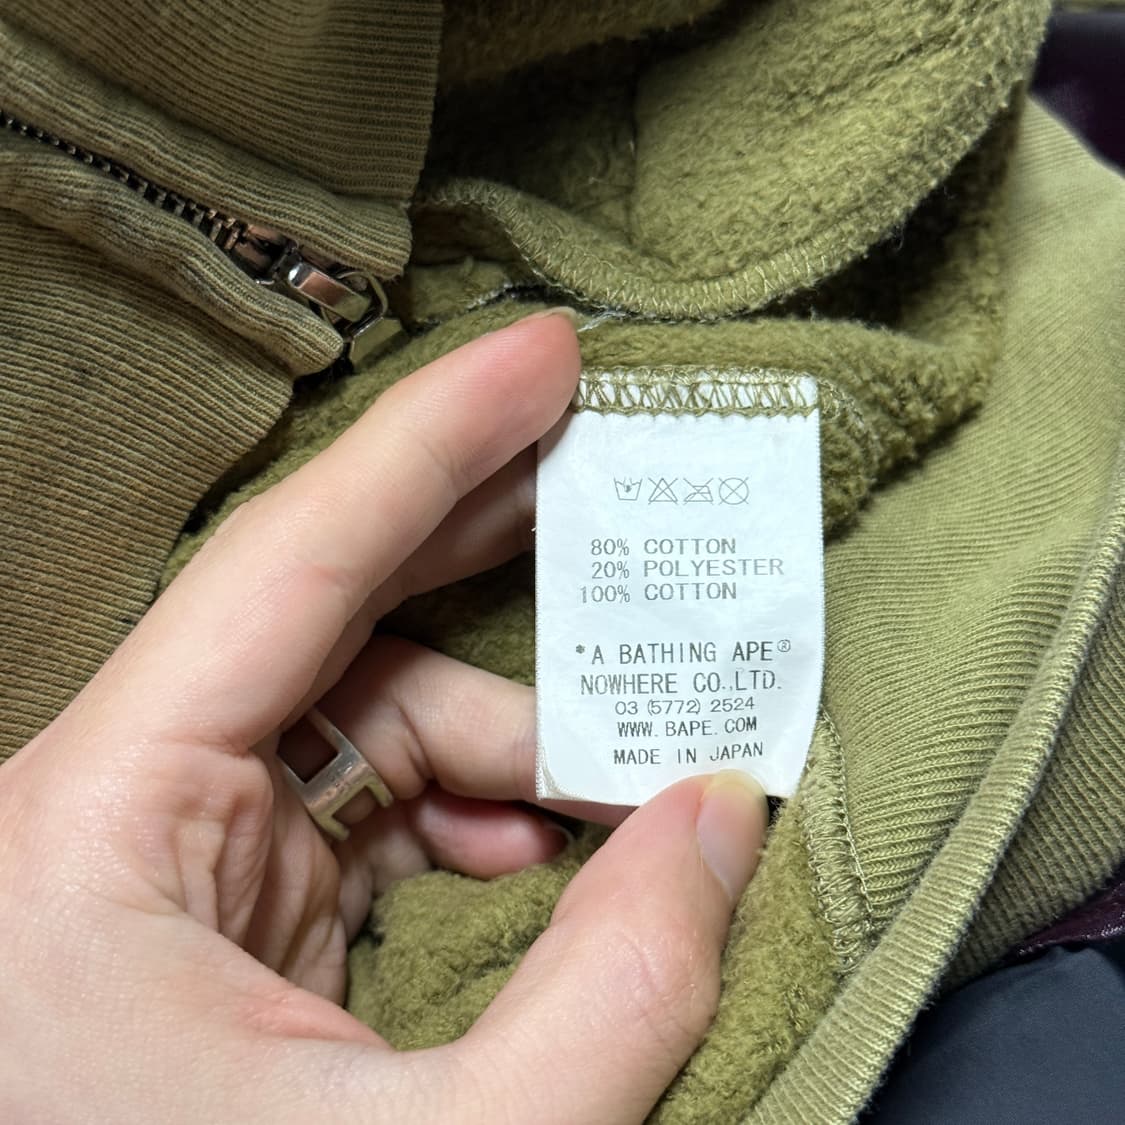 80% COTTON
20% POLYESTER
100% COTTON
*A BATHING APE®
NOWHERE CO.,LTD.
03 (5772) 2524
WWW. BAPE. COM
MADE IN JAPAN